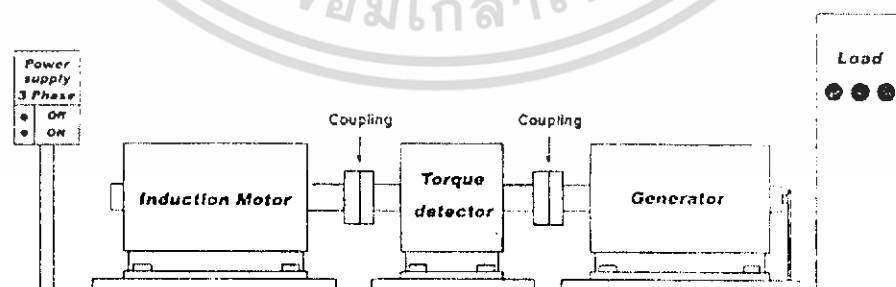 Power
supply
3 Phase
Off
ON
Induction Motor
Coupling
Torque
detector
Coupling
Generator
Load